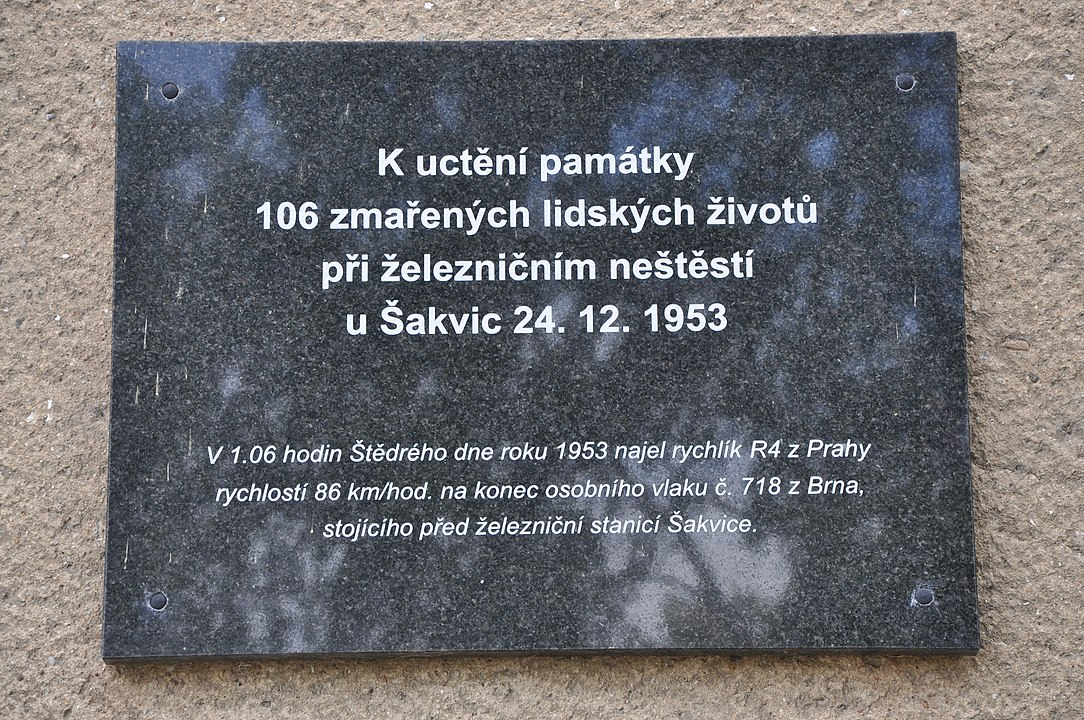 K uctění památky
106 zmařených lidských životů
při železničním neštěstí
u Šakvic 24. 12. 1953
V 1.06 hodin Štědrého dne roku 1953 najel rychlík R4 z Prahy
rychlostí 86 km/hod. na konec osobního vlaku č. 718 z Brna,
stojícího před železniční stanicí Šakvice.